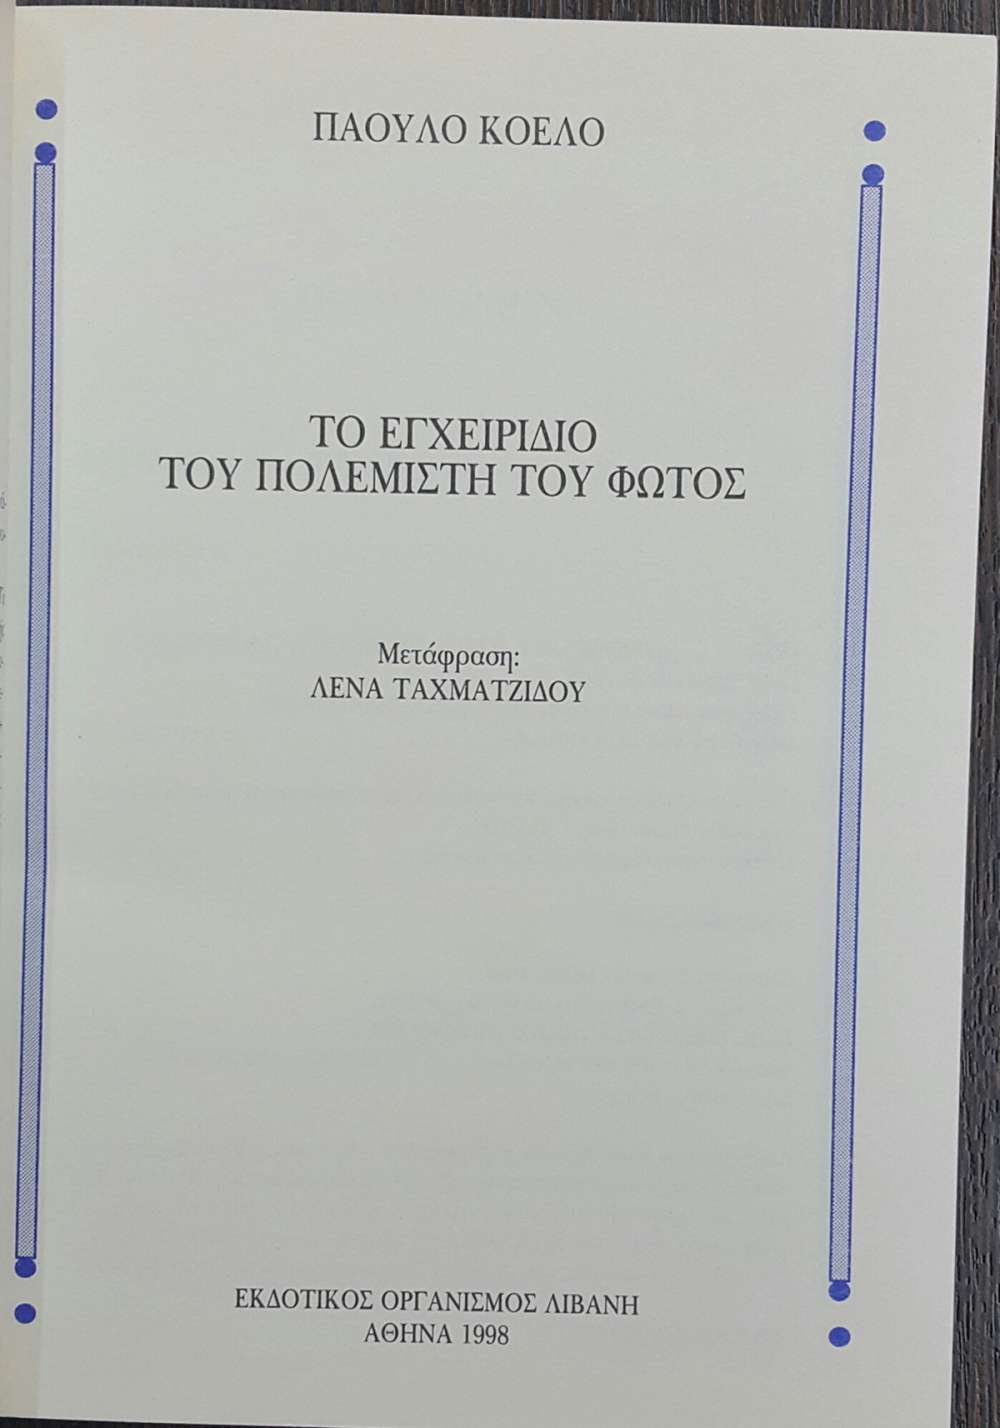 ΠΑΟΥΛΟ ΚΟΕΛΟ
ΤΟ ΕΓΧΕΙΡΙΔΙΟ
ΤΟΥ ΠΟΛΕΜΙΣΤΗ ΤΟΥ ΦΩΤΟΣ
Μετάφραση:
ΛΕΝΑ ΤΑΧΜΑΤΖΙΔΟΥ
ΕΚΔΟΤΙΚΟΣ ΟΡΓΑΝΙΣΜΟΣ ΛΙΒΑΝΗ
ΑΘΗΝΑ 1998